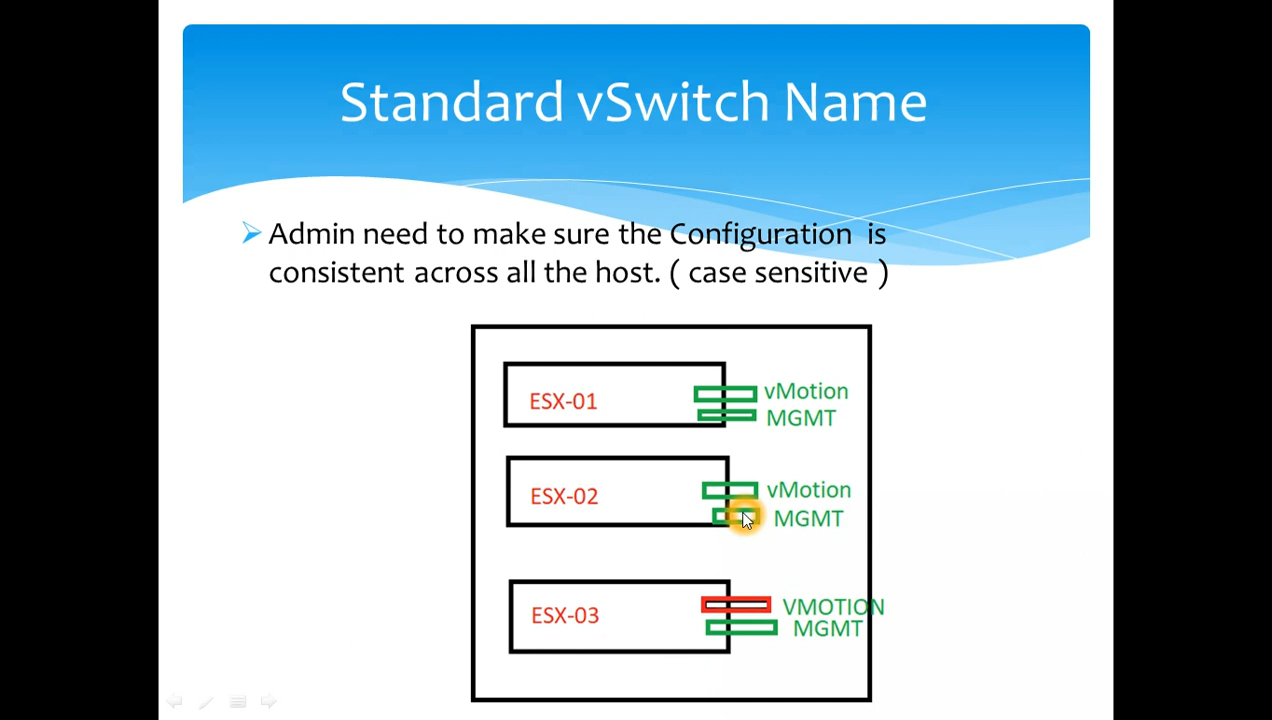 Standard vSwitch Name
Admin need to make sure the Configuration is
consistent across all the host. ( case sensitive )
ESX-01
vMotion
MGMT
ESX-02
vMotion
MGMT
ESX-03
VMOTION
MGMT